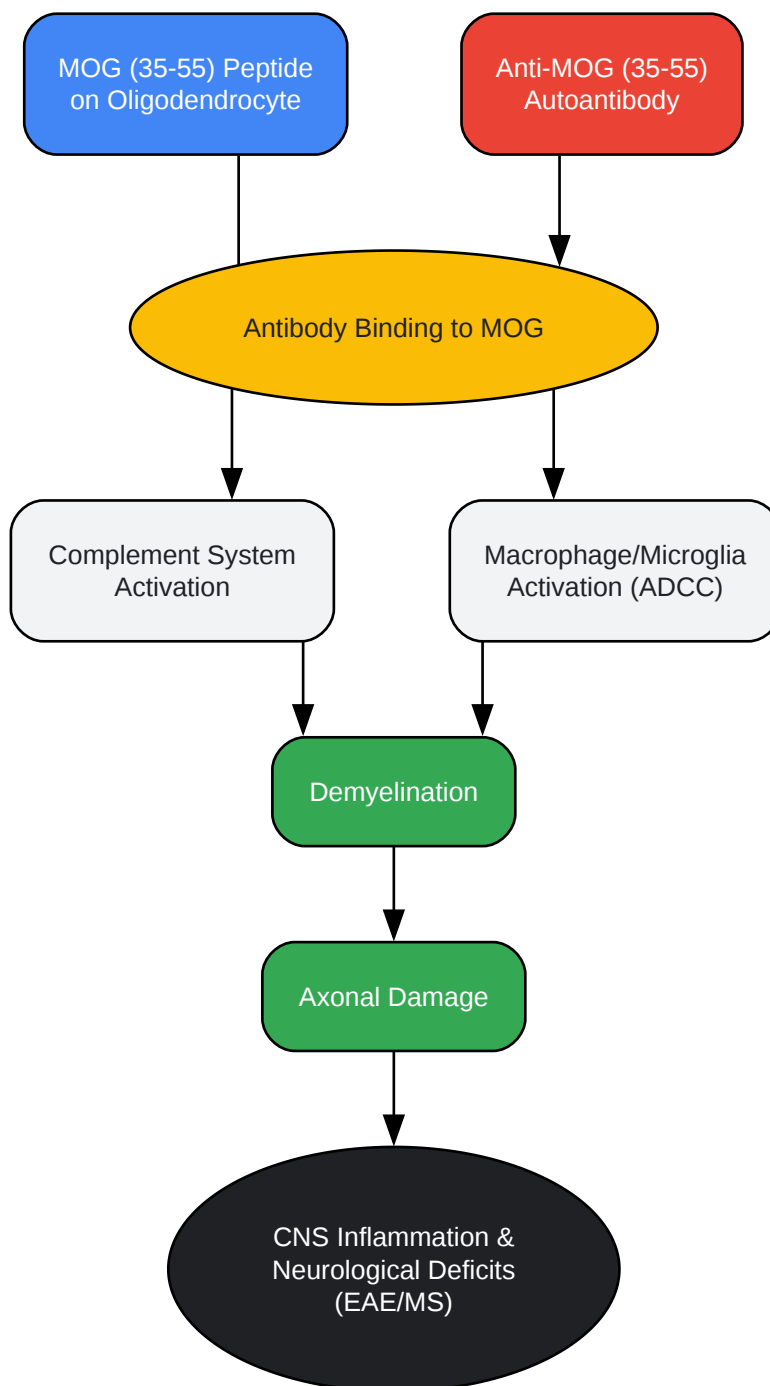 MOG (35-55) Peptide
on Oligodendrocyte
Anti-MOG (35-55)
Autoantibody
Antibody Binding to MOG
Complement System
Activation
Macrophage/Microglia
Activation (ADCC)
Demyelination
Axonal Damage
CNS Inflammation &
Neurological Deficits
(EAE/MS)